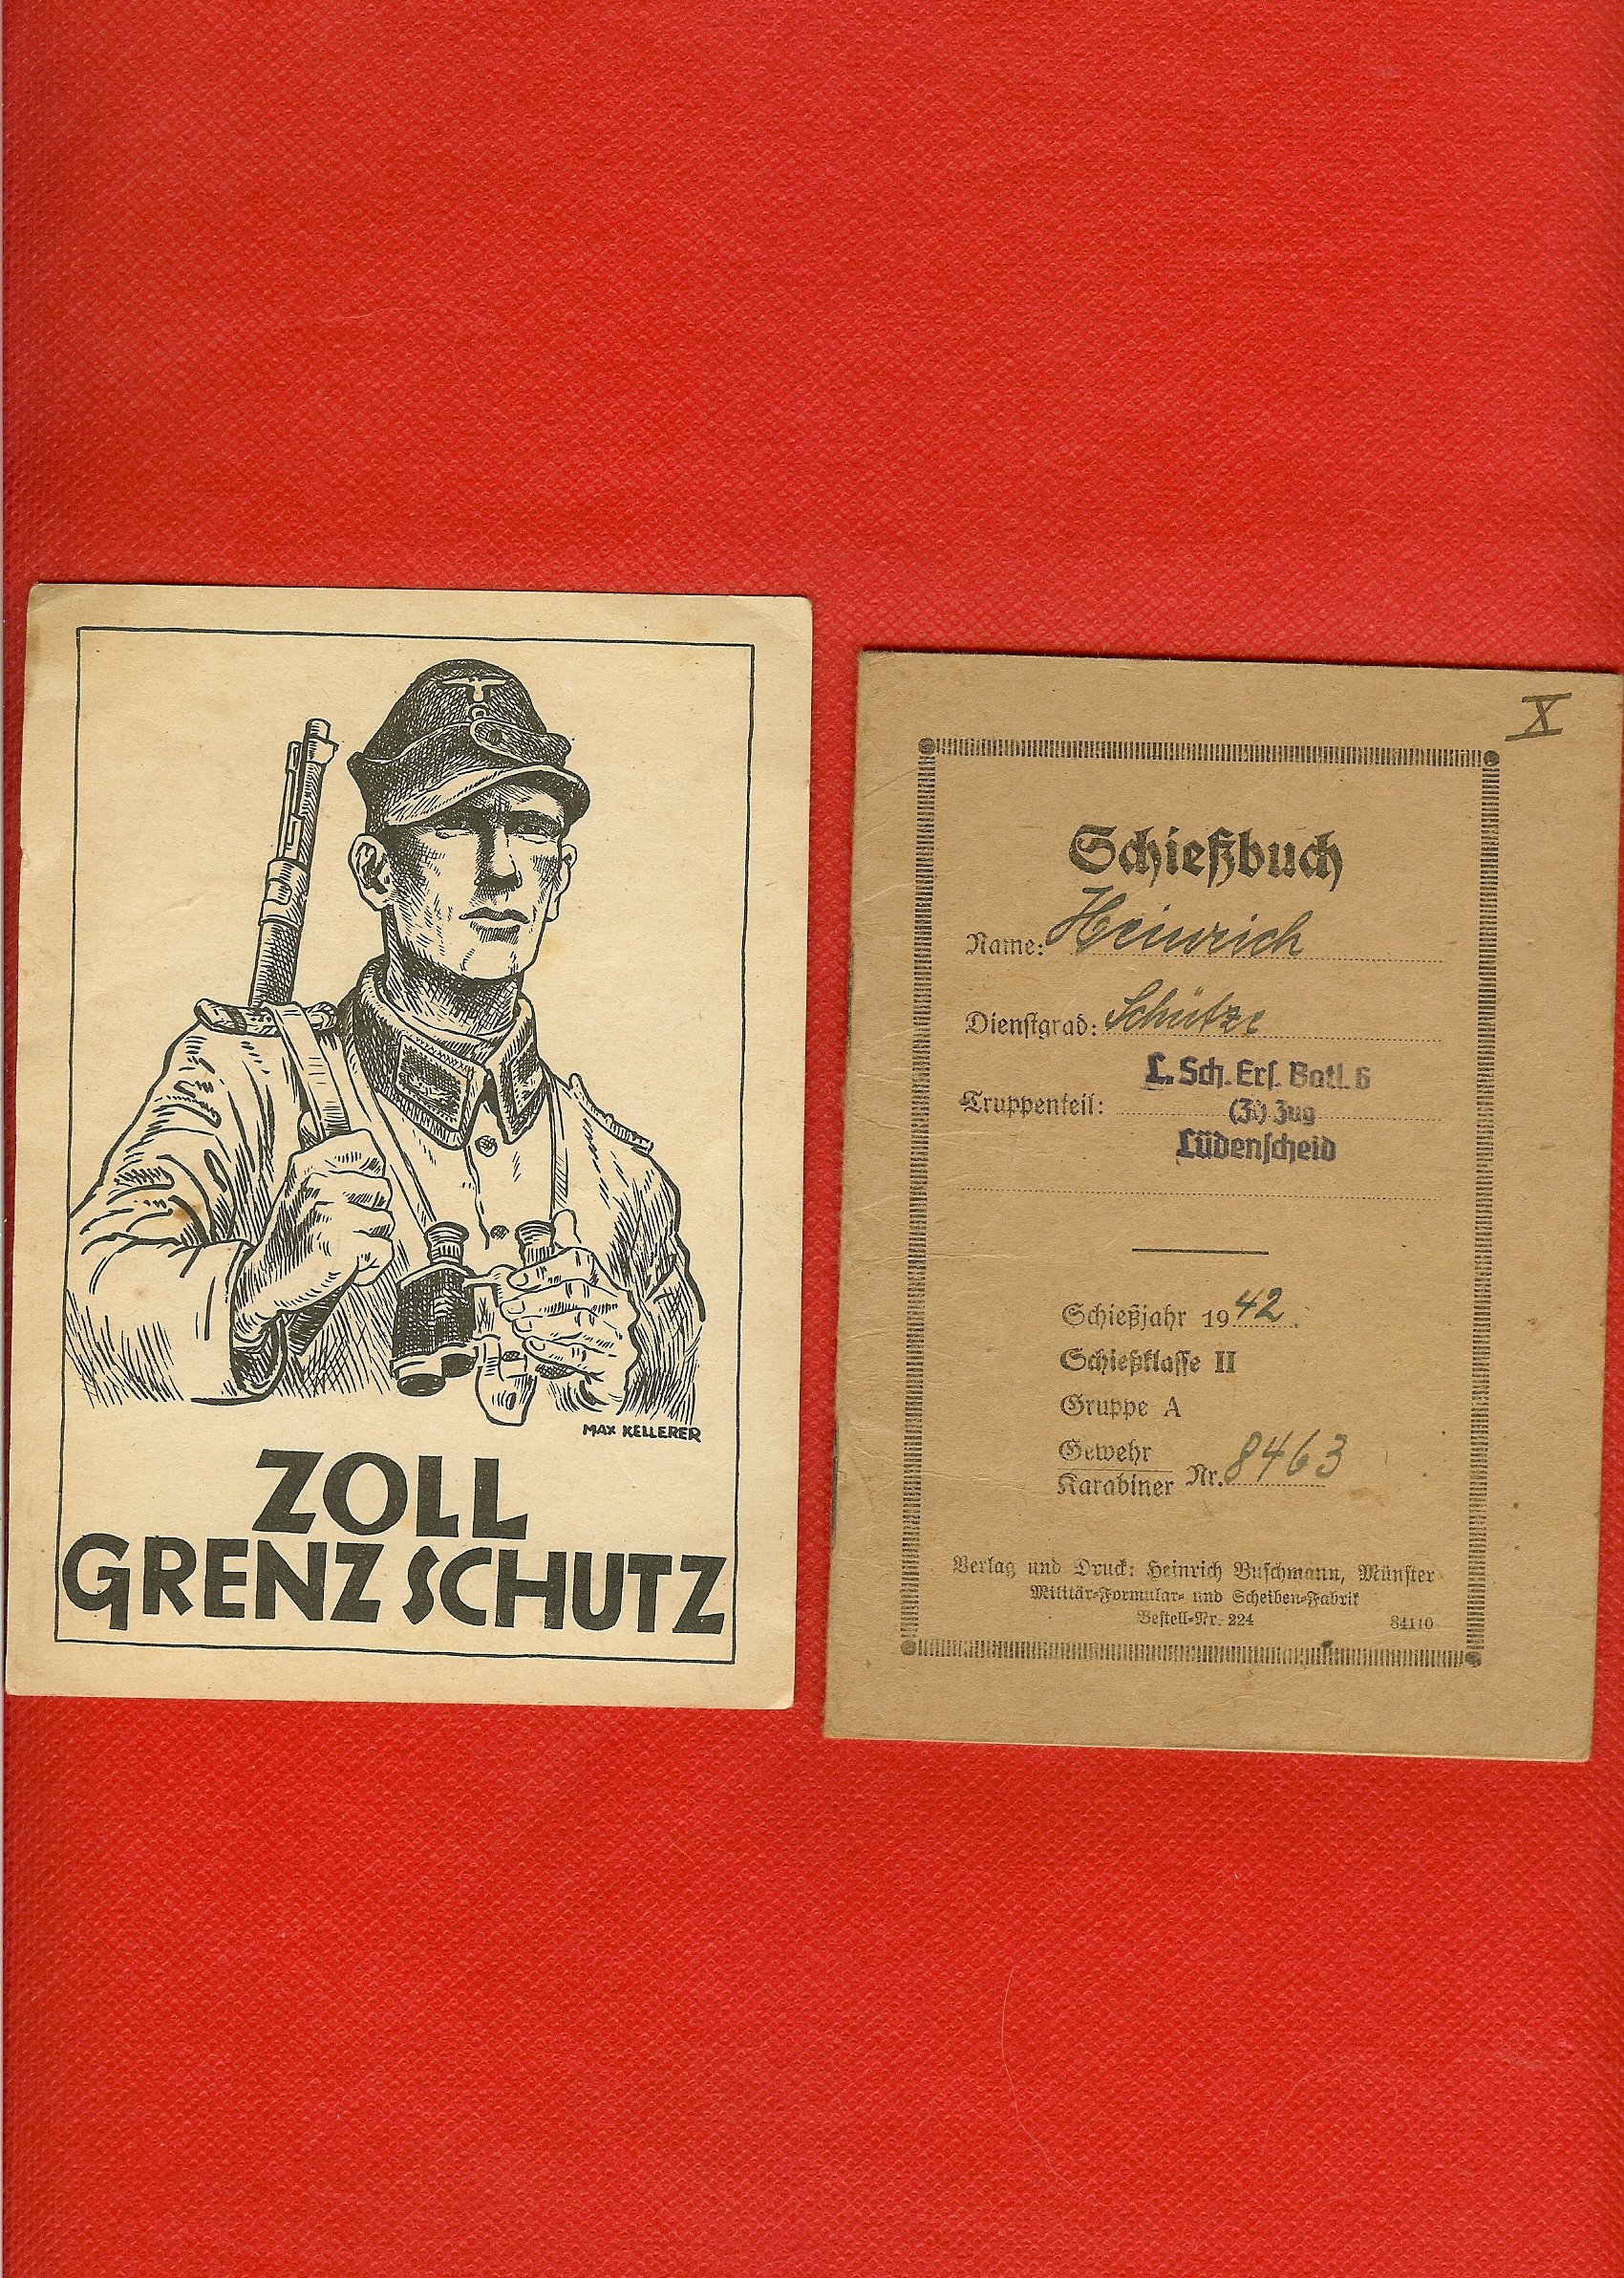 MAX KELLERER
ZOLL
GRENZSCHUTZ
X
Schießbuch
Name: Heinrich
Dienstgrad: Schütze
L. Sch. Ers. Batl. 6
Truppenteil:
Zug
Lüdenscheid
Schießjahr 1942.
Schießklasse II
Gruppe A
Gewehr
Karabiner Nr. 8463
Verlag und Druck: Heinrich Buschmann, Münster
Militär-Formular- und Scheiben-Fabrik
Bestell-Nr. 224 84110